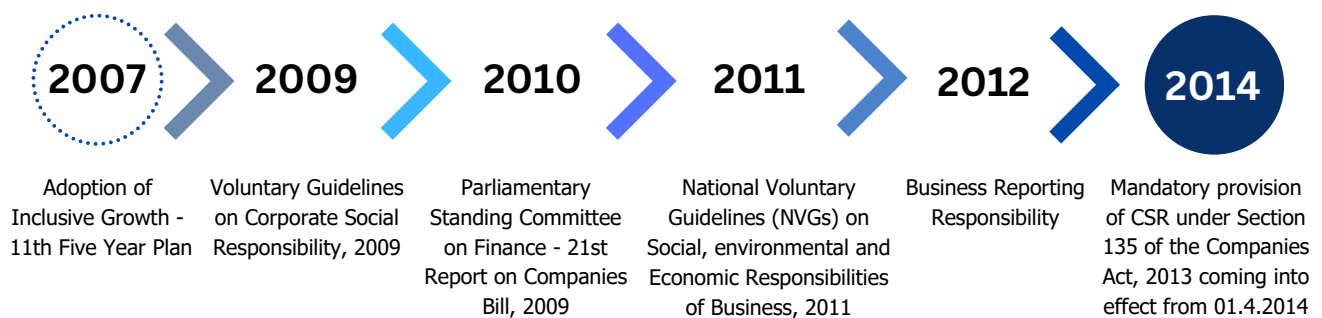 2007
Adoption of
Inclusive Growth -
11th Five Year Plan
2009
Voluntary Guidelines
on Corporate Social
Responsibility, 2009
2010
Parliamentary
Standing Committee
on Finance - 21st
Report on Companies
Bill, 2009
2011
National Voluntary
Guidelines (NVGs) on
Social, environmental and
Economic Responsibilities
of Business, 2011
2012
Business Reporting
Responsibility
2014
Mandatory provision
of CSR under Section
135 of the Companies
Act, 2013 coming into
effect from 01.4.2014